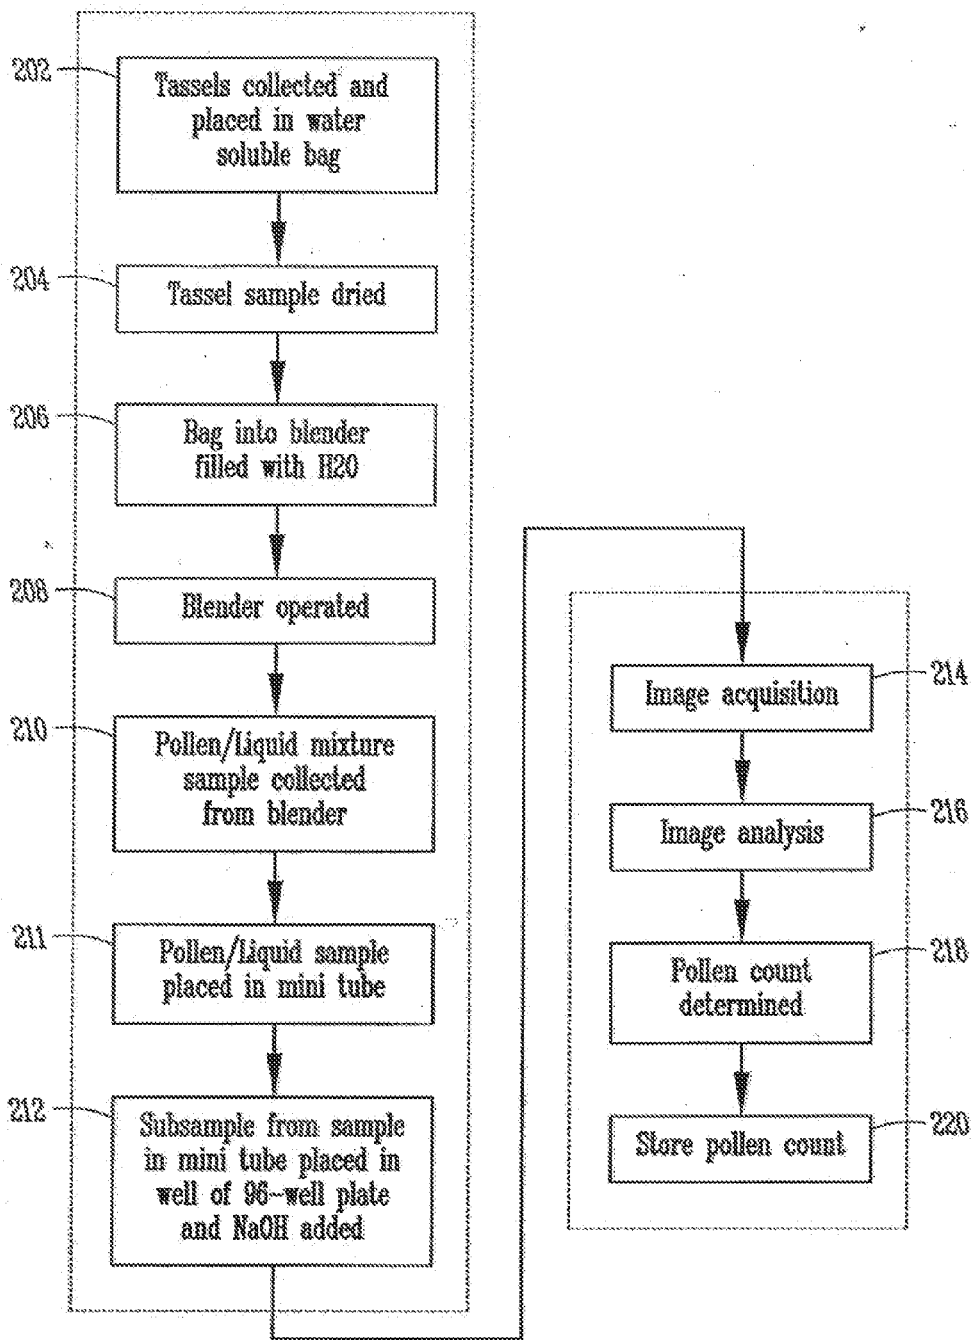 202
Tassels collected and
placed in water
soluble bag
204
Tassel sample dried
206
Bag into blender
filled with H2O
208
Blender operated
210
Pollen/Liquid mixture
sample collected
from blender
211
Pollen/Liquid sample
placed in mini tube
212
Subsample from sample
in mini tube placed in
well of 96-well plate
and NaOH added
214
Image acquisition
216
Image analysis
218
Pollen count
determined
220
Store pollen count